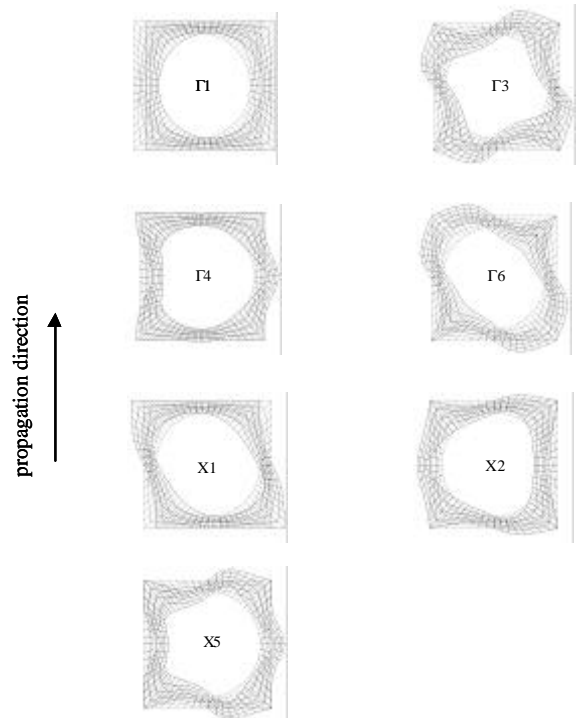 Γ1
Γ3
Γ4
Γ6
propagation direction
X1
X2
X5